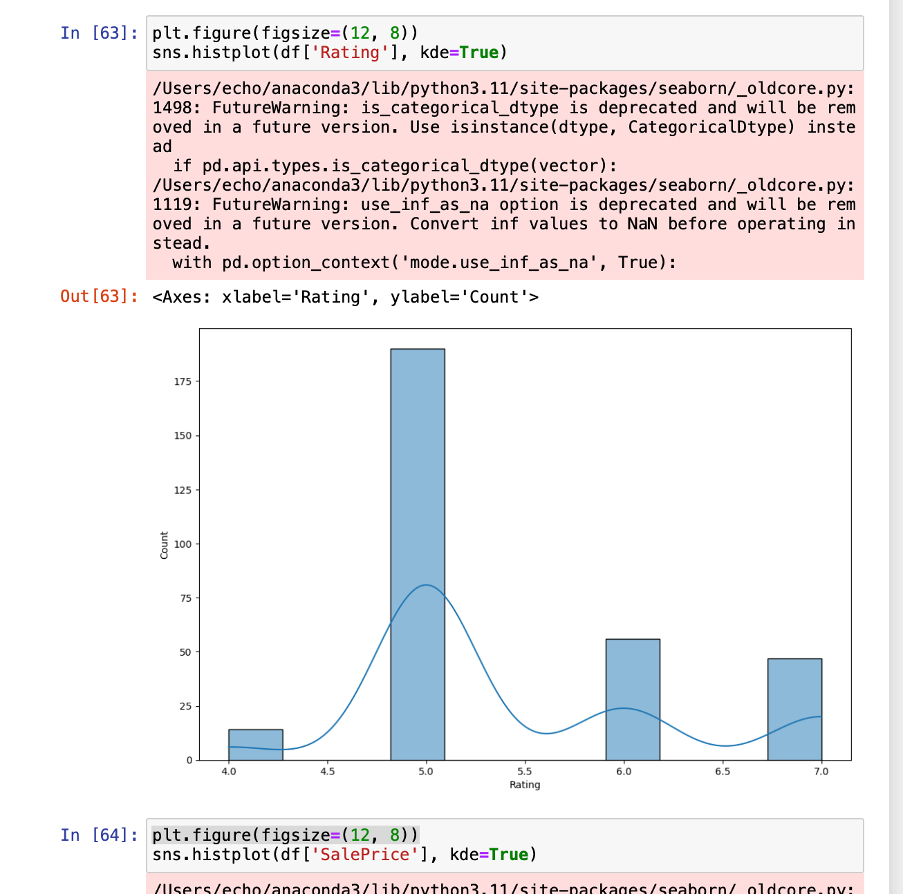 In [63]: plt.figure(figsize=(12, 8))
sns.histplot(df['Rating'], kde=True)
/Users/echo/anaconda3/lib/python3.11/site-packages/seaborn/_oldcore.py:
1498: FutureWarning: is_categorical_dtype is deprecated and will be rem
oved in a future version. Use isinstance(dtype, CategoricalDtype) inste
ad
  if pd.api.types.is_categorical_dtype(vector):
/Users/echo/anaconda3/lib/python3.11/site-packages/seaborn/_oldcore.py:
1119: FutureWarning: use_inf_as_na option is deprecated and will be rem
oved in a future version. Convert inf values to NaN before operating in
stead.
  with pd.option_context('mode.use_inf_as_na', True):
Out[63]: <Axes: xlabel='Rating', ylabel='Count'>
175
150
125
100
75
50
25
0
Count
4.0 4.5 5.0 5.5 6.0 6.5 7.0
Rating
In [64]: plt.figure(figsize=(12, 8))
sns.histplot(df['SalePrice'], kde=True)
/Users/echo/anaconda3/lib/python3.11/site-packages/seaborn/_oldcore.py: